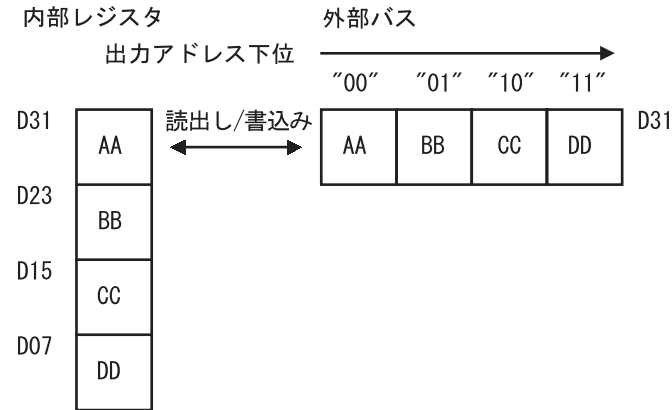 内部レジスタ 外部バス
出力アドレス下位
"00" "01" "10" "11"
D31 AA 読出し/書込み AA BB CC DD D31
D23 BB
D15 CC
D07 DD